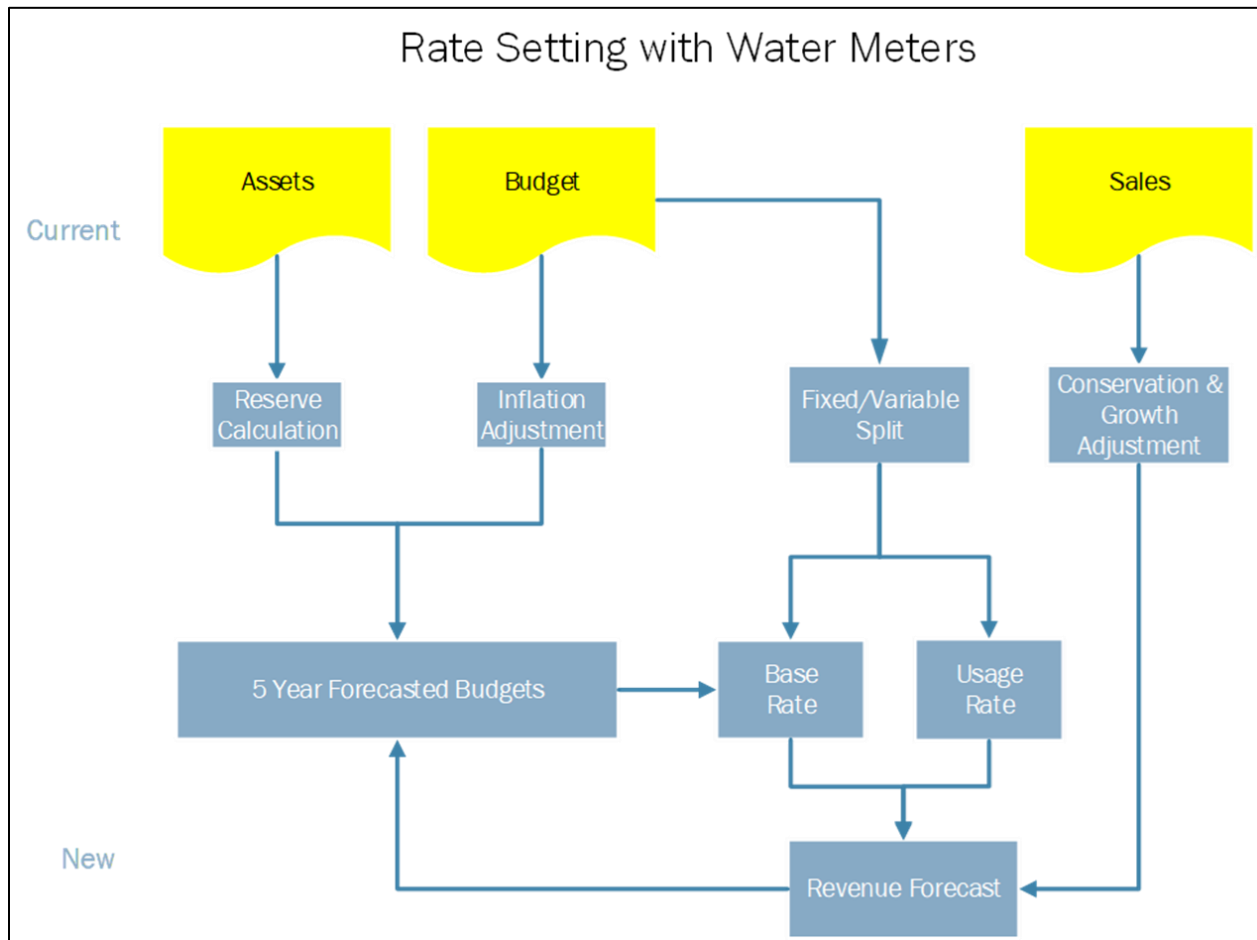 Rate Setting with Water Meters
Assets
Budget
Sales
Current
Reserve
Calculation
Inflation
Adjustment
Fixed/Variable
Split
Conservation &
Growth
Adjustment
5 Year Forecasted Budgets
Base
Rate
Usage
Rate
New
Revenue Forecast